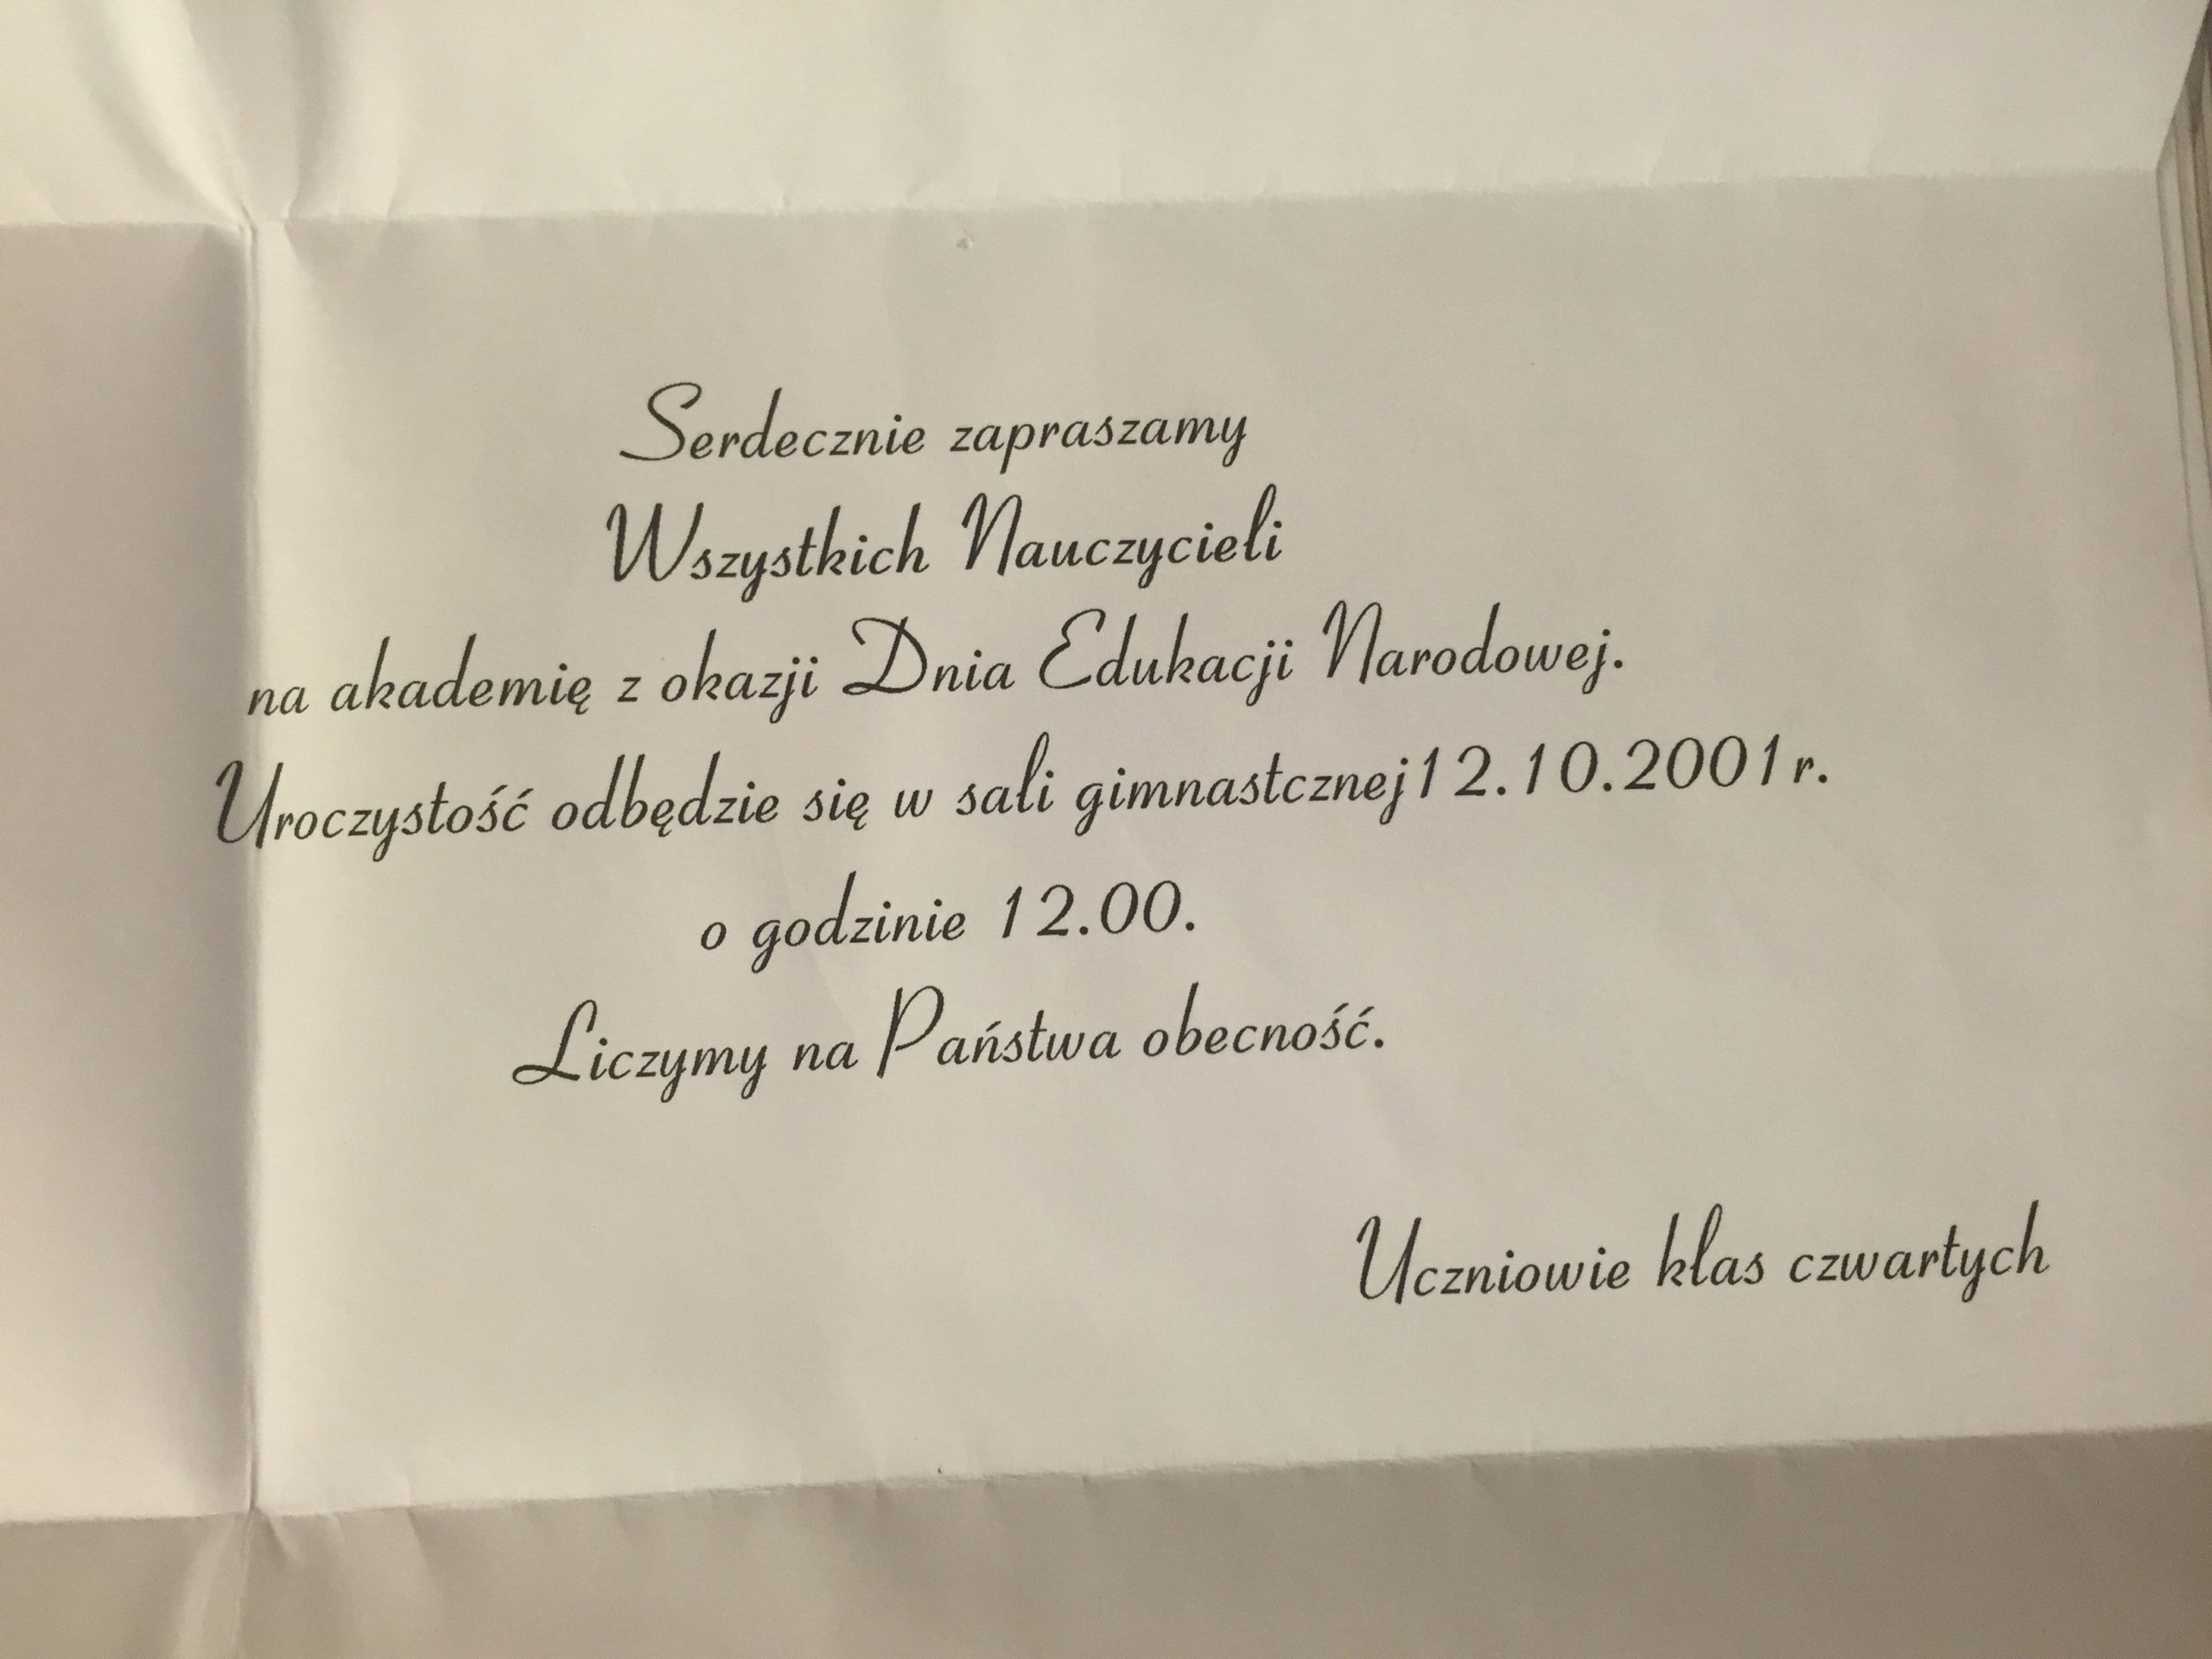 Serdecznie zapraszamy
Wszystkich Nauczycieli
na akademię z okazji Dnia Edukacji Narodowej.
Uroczystość odbędzie się w sali gimnastcznej12.10.2001r.
o godzinie 12.00.
Liczymy na Państwa obecność.
Uczniowie klas czwartych